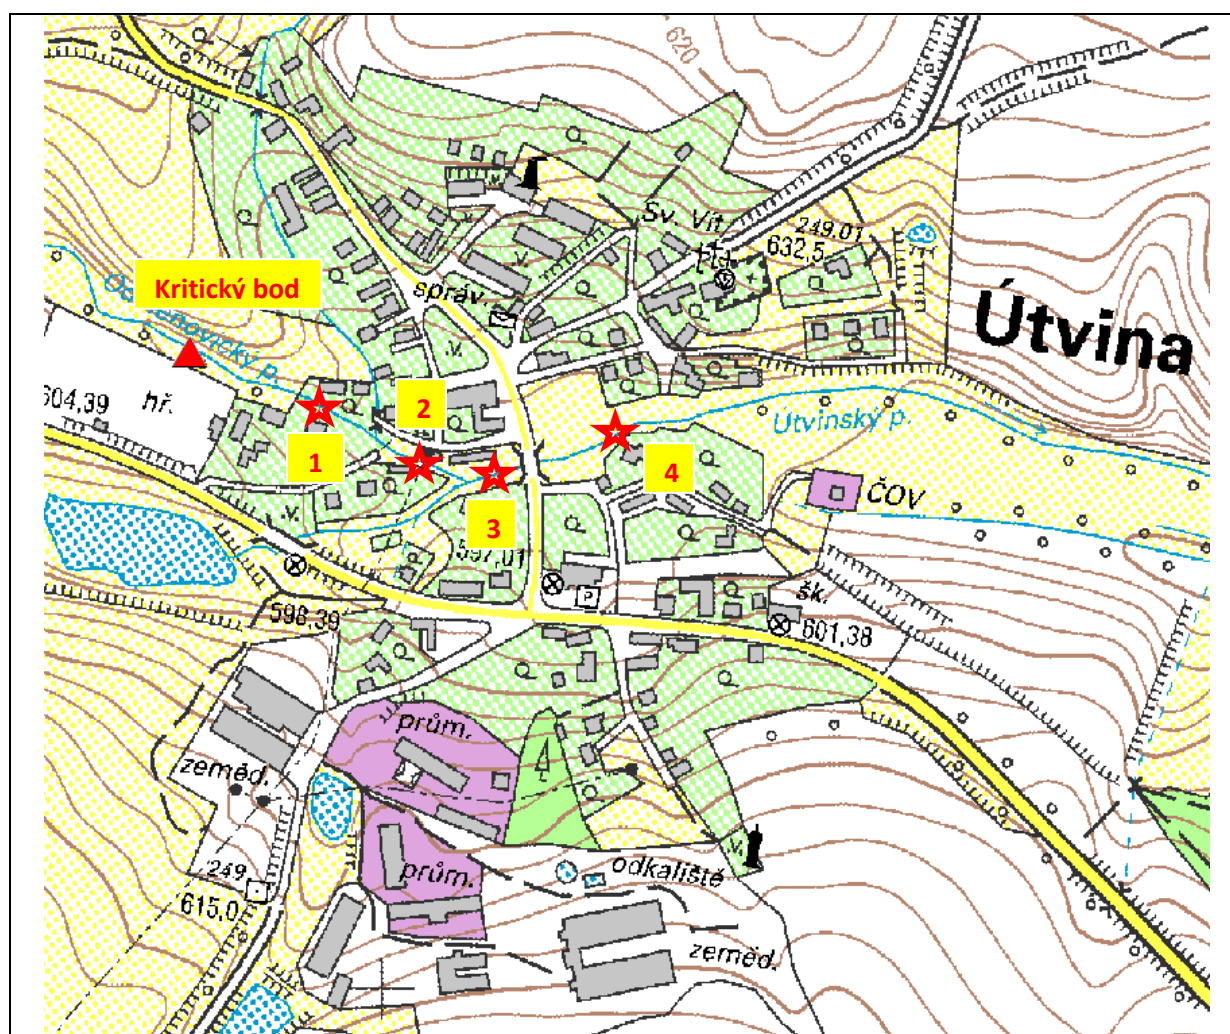 620
Sv. Vít
249.01
632,5
Útvina
Kritický bod
správ.
.v.
604,39
hř.
2
1
4
3
Útvinský p.
ČOV
597,01
P
598,39
šk.
601,38
prům.
zeměd.
249
615,0
prům.
odkaliště
zeměd.